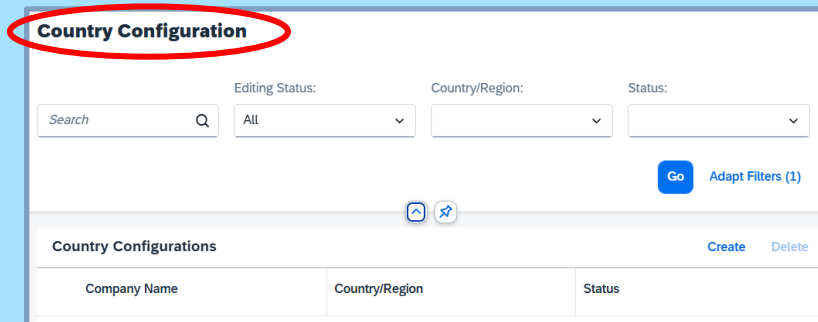 Country Configuration
Editing Status:
Country/Region:
Status:
Search
All
Go
Adapt Filters (1)
Country Configurations
Create
Delete
Company Name
Country/Region
Status